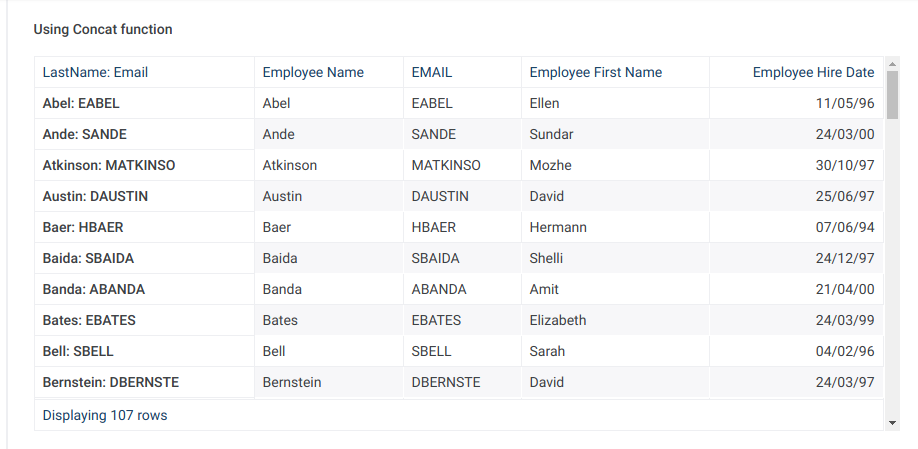 Using Concat function
LastName: Email Employee Name EMAIL Employee First Name Employee Hire Date
Abel: EABEL Abel EABEL Ellen 11/05/96
Ande: SANDE Ande SANDE Sundar 24/03/00
Atkinson: MATKINSO Atkinson MATKINSO Mozhe 30/10/97
Austin: DAUSTIN Austin DAUSTIN David 25/06/97
Baer: HBAER Baer HBAER Hermann 07/06/94
Baida: SBAIDA Baida SBAIDA Shelli 24/12/97
Banda: ABANDA Banda ABANDA Amit 21/04/00
Bates: EBATES Bates EBATES Elizabeth 24/03/99
Bell: SBELL Bell SBELL Sarah 04/02/96
Bernstein: DBERNSTE Bernstein DBERNSTE David 24/03/97
Displaying 107 rows